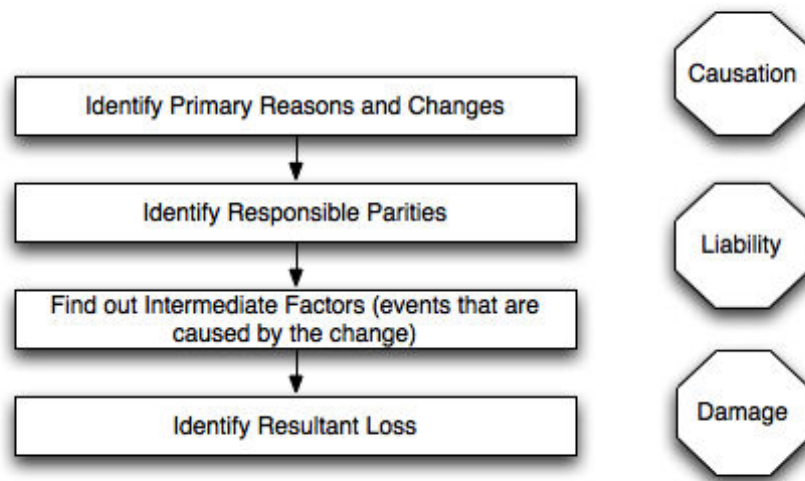 Identify Primary Reasons and Changes
Identify Responsible Parities
Find out Intermediate Factors (events that are
caused by the change)
Identify Resultant Loss
Causation
Liability
Damage